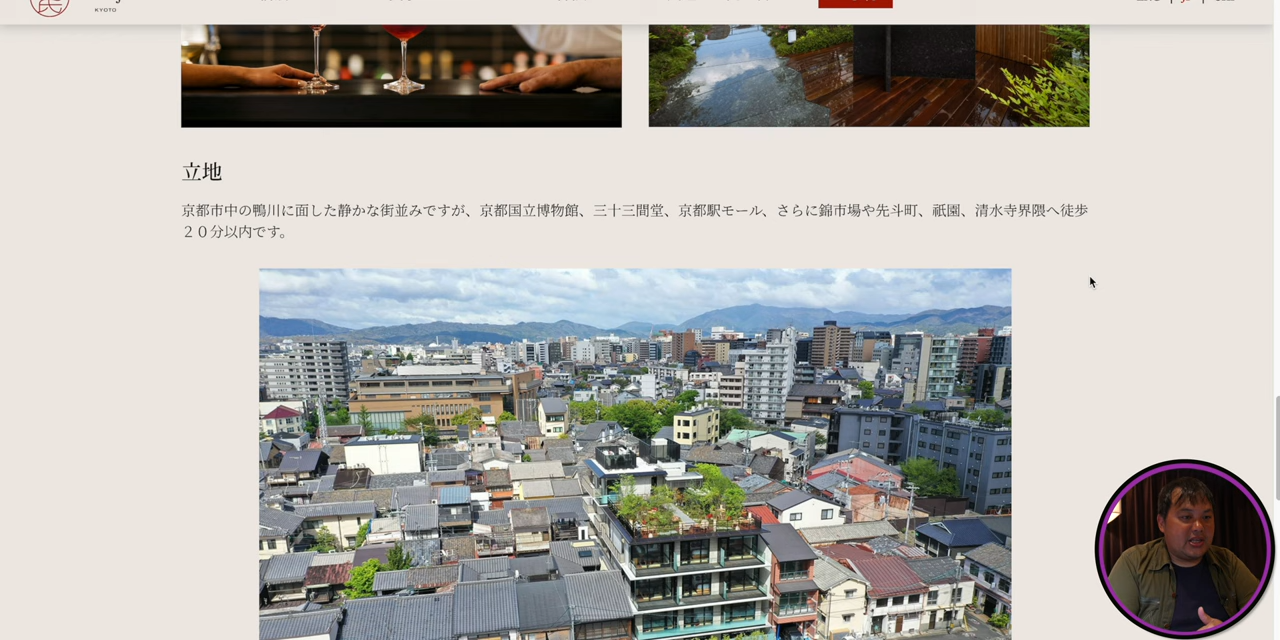 KYOTO
立地
京都市中の鴨川に面した静かな街並みですが、京都国立博物館、三十三間堂、京都駅モール、さらに錦市場や先斗町、祇園、清水寺界隈へ徒歩
２０分以内です。